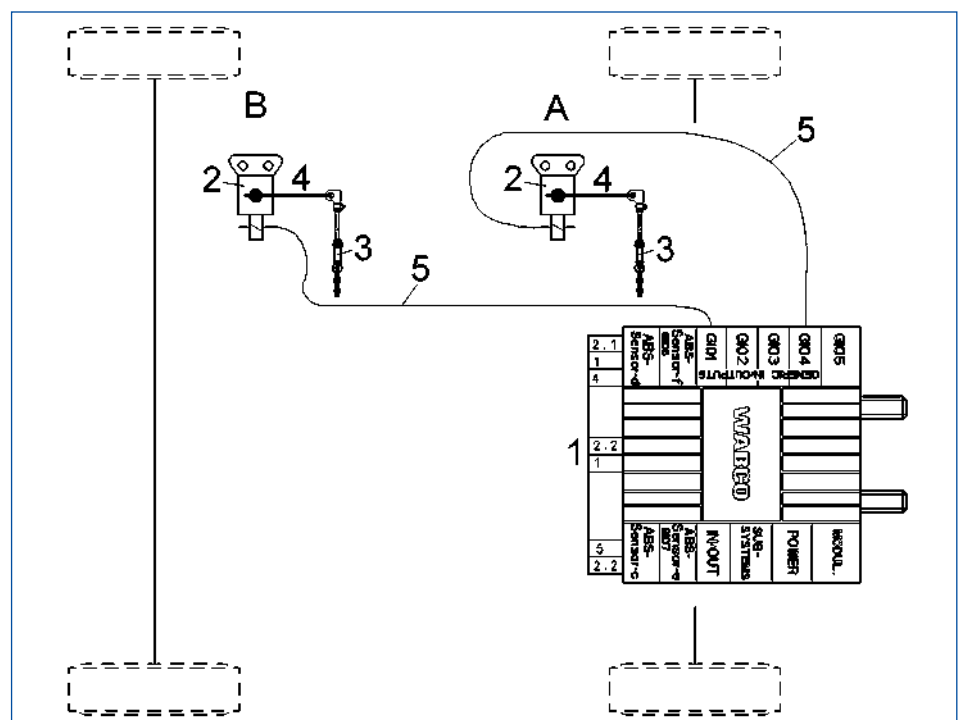 B
A
5
2
4
2
4
3
3
5
2.1
1
4
2.2
1
5
2.2
1
ABS-
Sensor-d
ABS-
Sensor-f
GIO6
GIO1
GIO2
GIO3
GIO4
GIO5
GENERIC IN/OUTPUTS
WABCO
ABS-
Sensor-c
ABS-
Sensor-e
GIO7
IN/OUT
SUB-
SYSTEMS
POWER